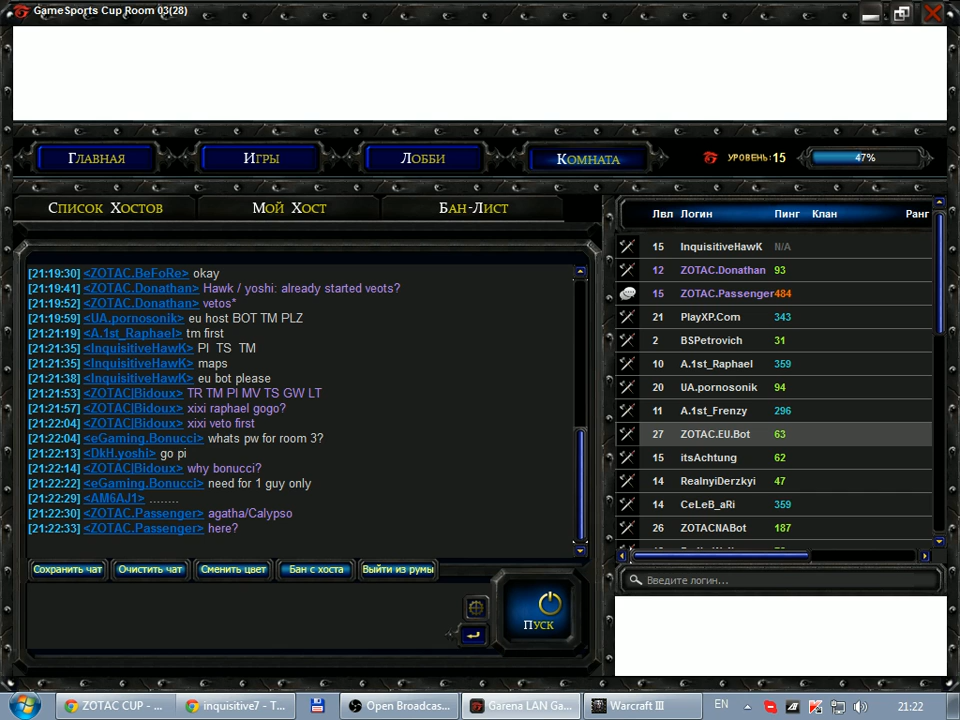 GameSports Cup Room 03(28)
Главная Игры Лобби Комната УРОВЕНЬ:15 47%
Список Хостов Мой Хост Бан-Лист
[21:19:30] <ZOTAC.BeFoRe> okay
[21:19:41] <ZOTAC.Donathan> Hawk / yoshi: already started veots?
[21:19:52] <ZOTAC.Donathan> vetos*
[21:19:59] <UA.pornosonik> eu host BOT TM PLZ
[21:21:19] <A.1st_Raphael> tm first
[21:21:35] <InquisitiveHawK> PI TS TM
[21:21:35] <InquisitiveHawK> maps
[21:21:38] <InquisitiveHawK> eu bot please
[21:21:53] <ZOTAC|Bidoux> TR TM PI MV TS GW LT
[21:21:57] <ZOTAC|Bidoux> xixi raphael gogo?
[21:22:04] <ZOTAC|Bidoux> xixi veto first
[21:22:04] <eGaming.Bonucci> whats pw for room 3?
[21:22:13] <DkH.yoshi> go pi
[21:22:14] <ZOTAC|Bidoux> why bonucci?
[21:22:22] <eGaming.Bonucci> need for 1 guy only
[21:22:29] <AM6AJ1> ........
[21:22:30] <ZOTAC.Passenger> agatha/Calypso
[21:22:33] <ZOTAC.Passenger> here?
Сохранить чат Очистить чат Сменить цвет Бан с хоста Выйти из румы
Пуск
Лвл Логин Пинг Клан Ранг
15 InquisitiveHawK N/A
12 ZOTAC.Donathan 93
15 ZOTAC.Passenger 484
21 PlayXP.Com 343
2 BSPetrovich 31
10 A.1st_Raphael 359
20 UA.pornosonik 94
11 A.1st_Frenzy 296
27 ZOTAC.EU.Bot 63
15 itsAchtung 62
14 RealnyiDerzkyi 47
14 CeLeB_aRi 359
26 ZOTACNABot 187
Введите логин...
ZOTAC CUP - ... inquisitive7 - T... Open Broadcas... Garena LAN Ga... Warcraft III EN 21:22